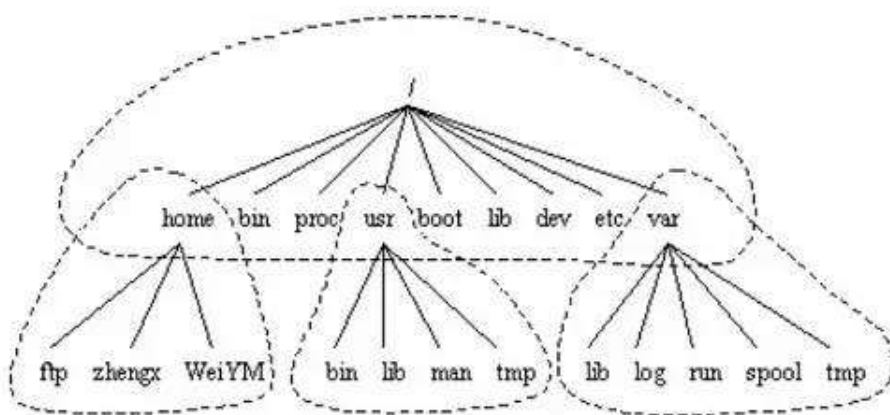 /
home bin proc usr boot lib dev etc var
ftp zhengx WeiYM bin lib man tmp lib log run spool tmp